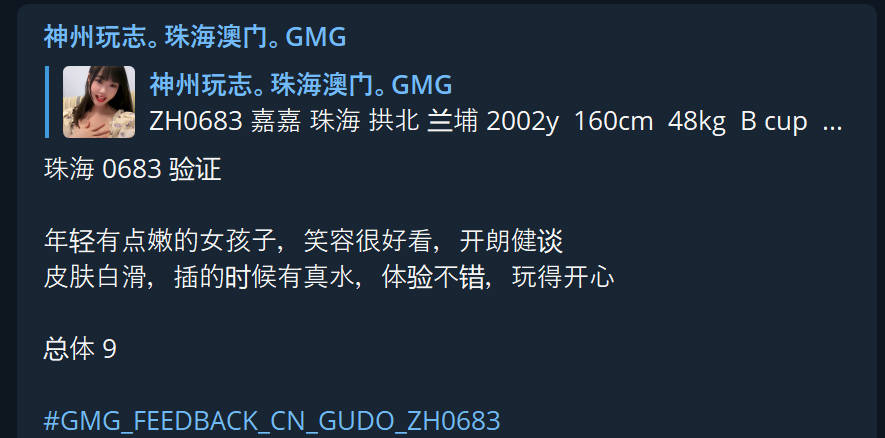 神州玩志。珠海澳门。GMG
神州玩志。珠海澳门。GMG
ZH0683 嘉嘉 珠海 拱北 兰埔 2002y 160cm 48kg B cup ...
珠海 0683 验证
年轻有点嫩的女孩子，笑容很好看，开朗健谈
皮肤白滑，插的时候有真水，体验不错，玩得开心
总体 9
#GMG_FEEDBACK_CN_GUDO_ZH0683